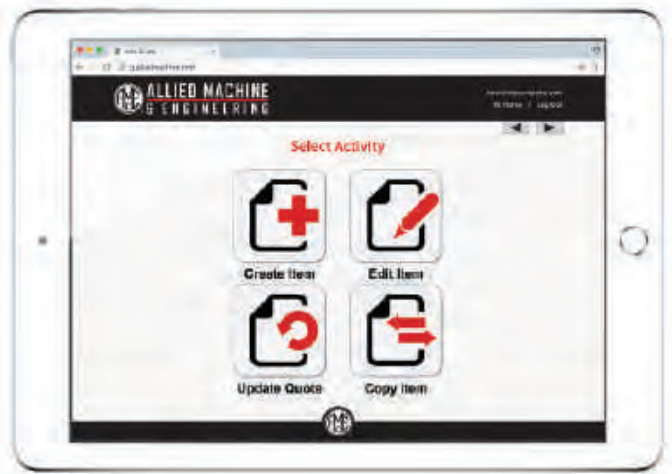 ALLIED MACHINE
& ENGINEERING
Select Activity
Create Item
Edit Item
Update Quote
Copy Item